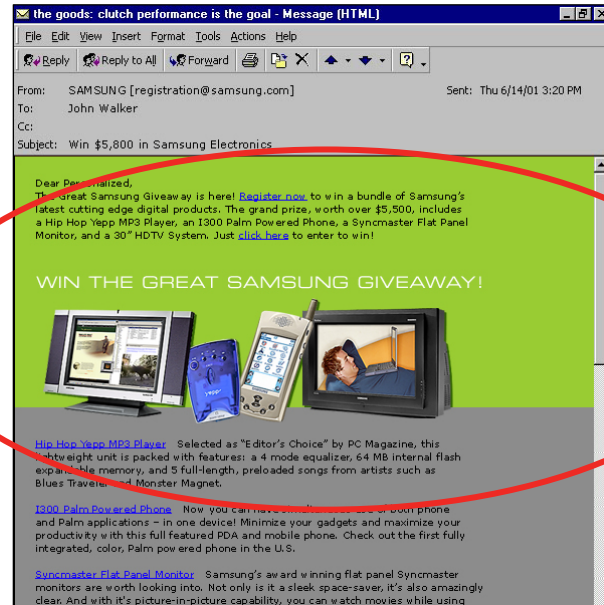 the goods: clutch performance is the goal - Message (HTML)
File Edit View Insert Format Tools Actions Help
Reply Reply to All Forward
From: SAMSUNG [registration@samsung.com] Sent: Thu 6/14/01 3:20 PM
To: John Walker
Cc:
Subject: Win $5,800 in Samsung Electronics
Dear Personalized,
The Great Samsung Giveaway is here! Register now to win a bundle of Samsung's
latest cutting edge digital products. The grand prize, worth over $5,500, includes
a Hip Hop Yepp MP3 Player, an I300 Palm Powered Phone, a Syncmaster Flat Panel
Monitor, and a 30" HDTV System. Just click here to enter to win!
WIN THE GREAT SAMSUNG GIVEAWAY!
yepp
Hip Hop Yepp MP3 Player Selected as "Editor's Choice" by PC Magazine, this
lightweight unit is packed with features: a 4 mode equalizer, 64 MB internal flash
expandable memory, and 5 full-length, preloaded songs from artists such as
Blues Traveler and Monster Magnet.
I300 Palm Powered Phone Now you can have simultaneous use of both phone
and Palm applications – in one device! Minimize your gadgets and maximize your
productivity with this full featured PDA and mobile phone. Check out the first fully
integrated, color, Palm powered phone in the U.S.
Syncmaster Flat Panel Monitor Samsung's award winning flat panel Syncmaster
monitors are worth looking into. Not only is it a sleek space-saver, it's also amazingly
clear. And with it's picture-in-picture capability, you can watch movies while using